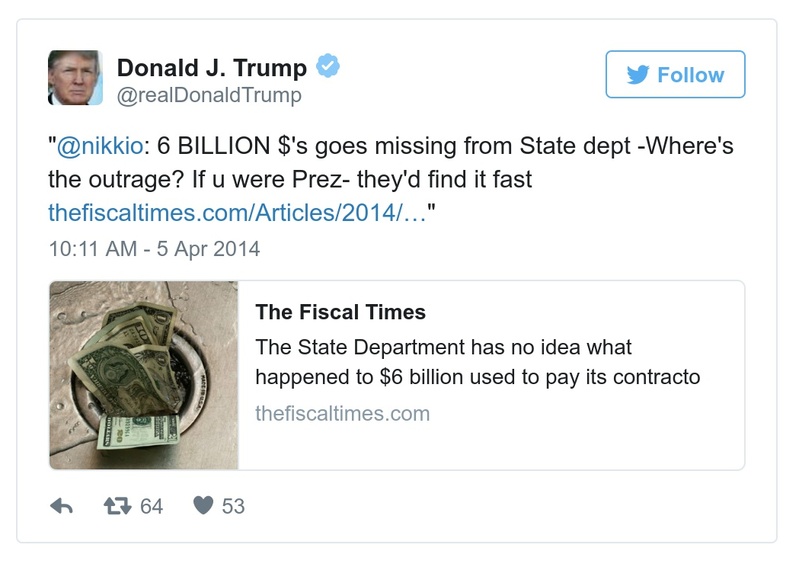 Donald J. Trump
@realDonaldTrump
Follow
"@nikkio: 6 BILLION $'s goes missing from State dept -Where's
the outrage? If u were Prez- they'd find it fast
thefiscaltimes.com/Articles/2014/…"
10:11 AM - 5 Apr 2014
The Fiscal Times
The State Department has no idea what
happened to $6 billion used to pay its contracto
thefiscaltimes.com
64
53